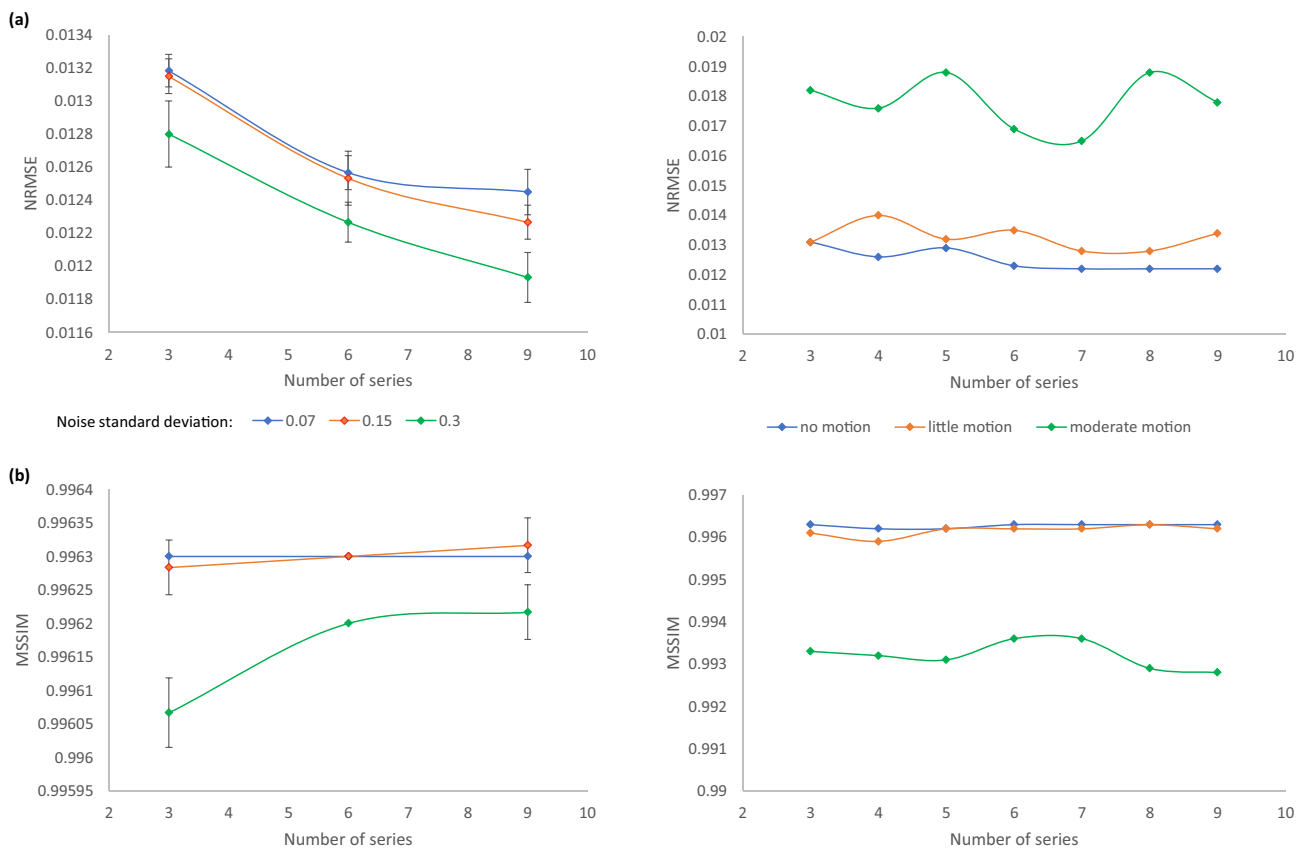 (a)
0.0134
0.0132
0.013
0.0128
0.0126
0.0124
0.0122
0.012
0.0118
0.0116
NRMSE
2 3 4 5 6 7 8 9 10
Number of series
Noise standard deviation: 0.07 0.15 0.3
0.02
0.019
0.018
0.017
0.016
0.015
0.014
0.013
0.012
0.011
0.01
NRMSE
2 3 4 5 6 7 8 9 10
Number of series
no motion little motion moderate motion
(b)
0.9964
0.99635
0.9963
0.99625
0.9962
0.99615
0.9961
0.99605
0.996
0.99595
MSSIM
2 3 4 5 6 7 8 9 10
Number of series
0.997
0.996
0.995
0.994
0.993
0.992
0.991
0.99
MSSIM
2 3 4 5 6 7 8 9 10
Number of series